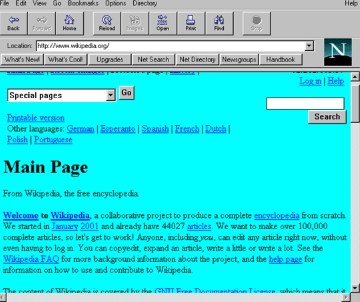 File Edit View Go Bookmarks Options Directory Help
Back Forward Home Reload Images Open Print Find Stop
Location: http://www.wikipedia.org/
What's New! What's Cool! Upgrades Net Search Net Directory Newsgroups Handbook
N
Log in | Help
Special pages Go
Printable version Search
Other languages: German | Esperanto | Spanish | French | Dutch |
Polish | Portuguese
Main Page
From Wikipedia, the free encyclopedia.
Welcome to Wikipedia, a collaborative project to produce a complete encyclopedia from scratch.
We started in January 2001 and already have 44027 articles. We want to make over 100,000
complete articles, so let's get to work! Anyone, including you, can edit any article right now, without
even having to log in. You can copyedit, expand an article, write a little or write a lot. See the
Wikipedia FAQ for more background information about the project, and the help page for
information on how to use and contribute to Wikipedia.
The content of Wikipedia is covered by the GNU Free Documentation License, which means that it